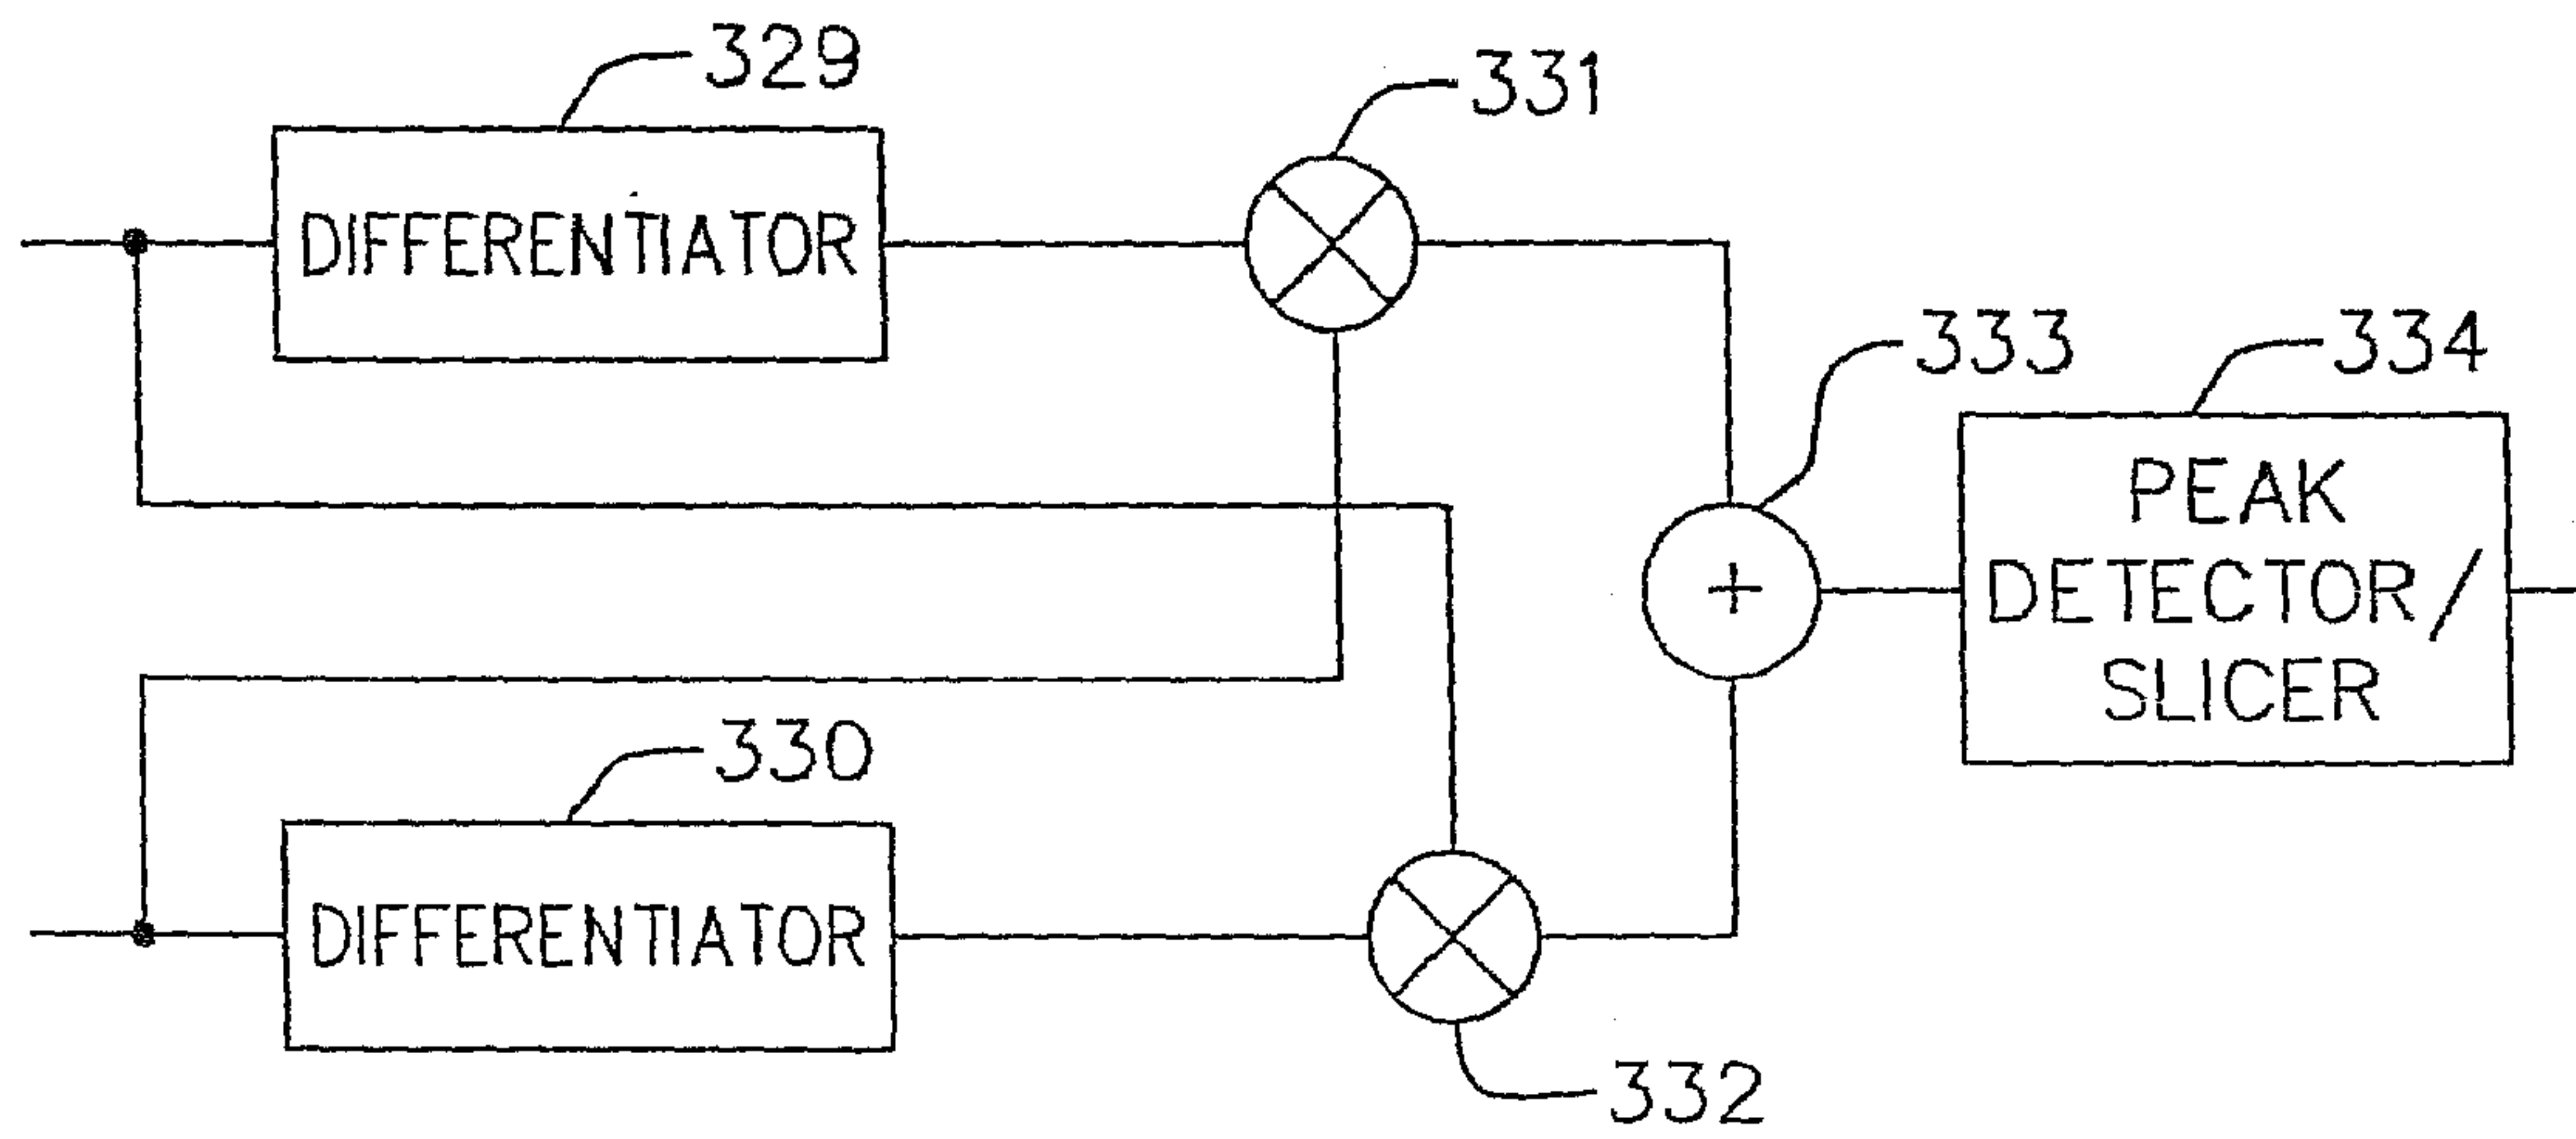 329
331
DIFFERENTIATOR
333
334
PEAK
DETECTOR/
SLICER
+
330
DIFFERENTIATOR
332